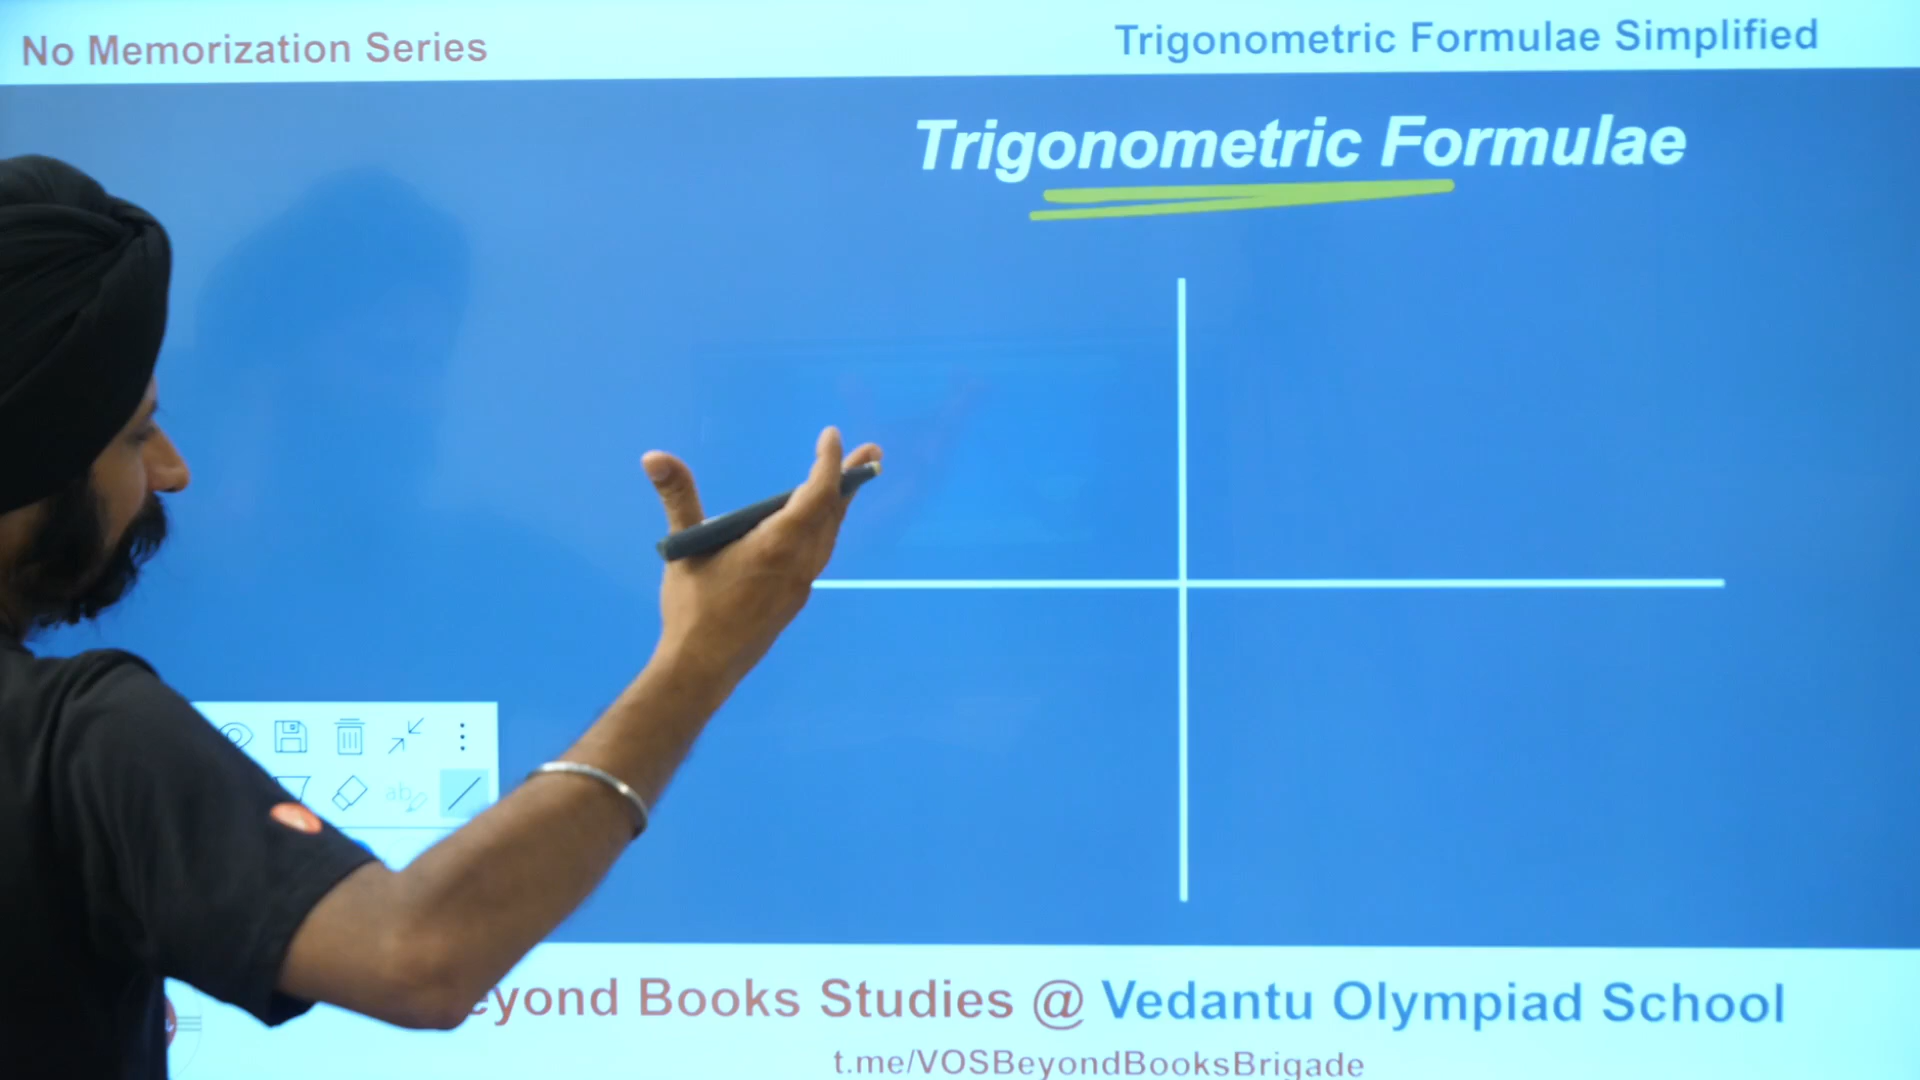 No Memorization Series
Trigonometric Formulae Simplified
Trigonometric Formulae
eyond Books Studies @ Vedantu Olympiad School
t.me/VOSBeyondBooksBrigade